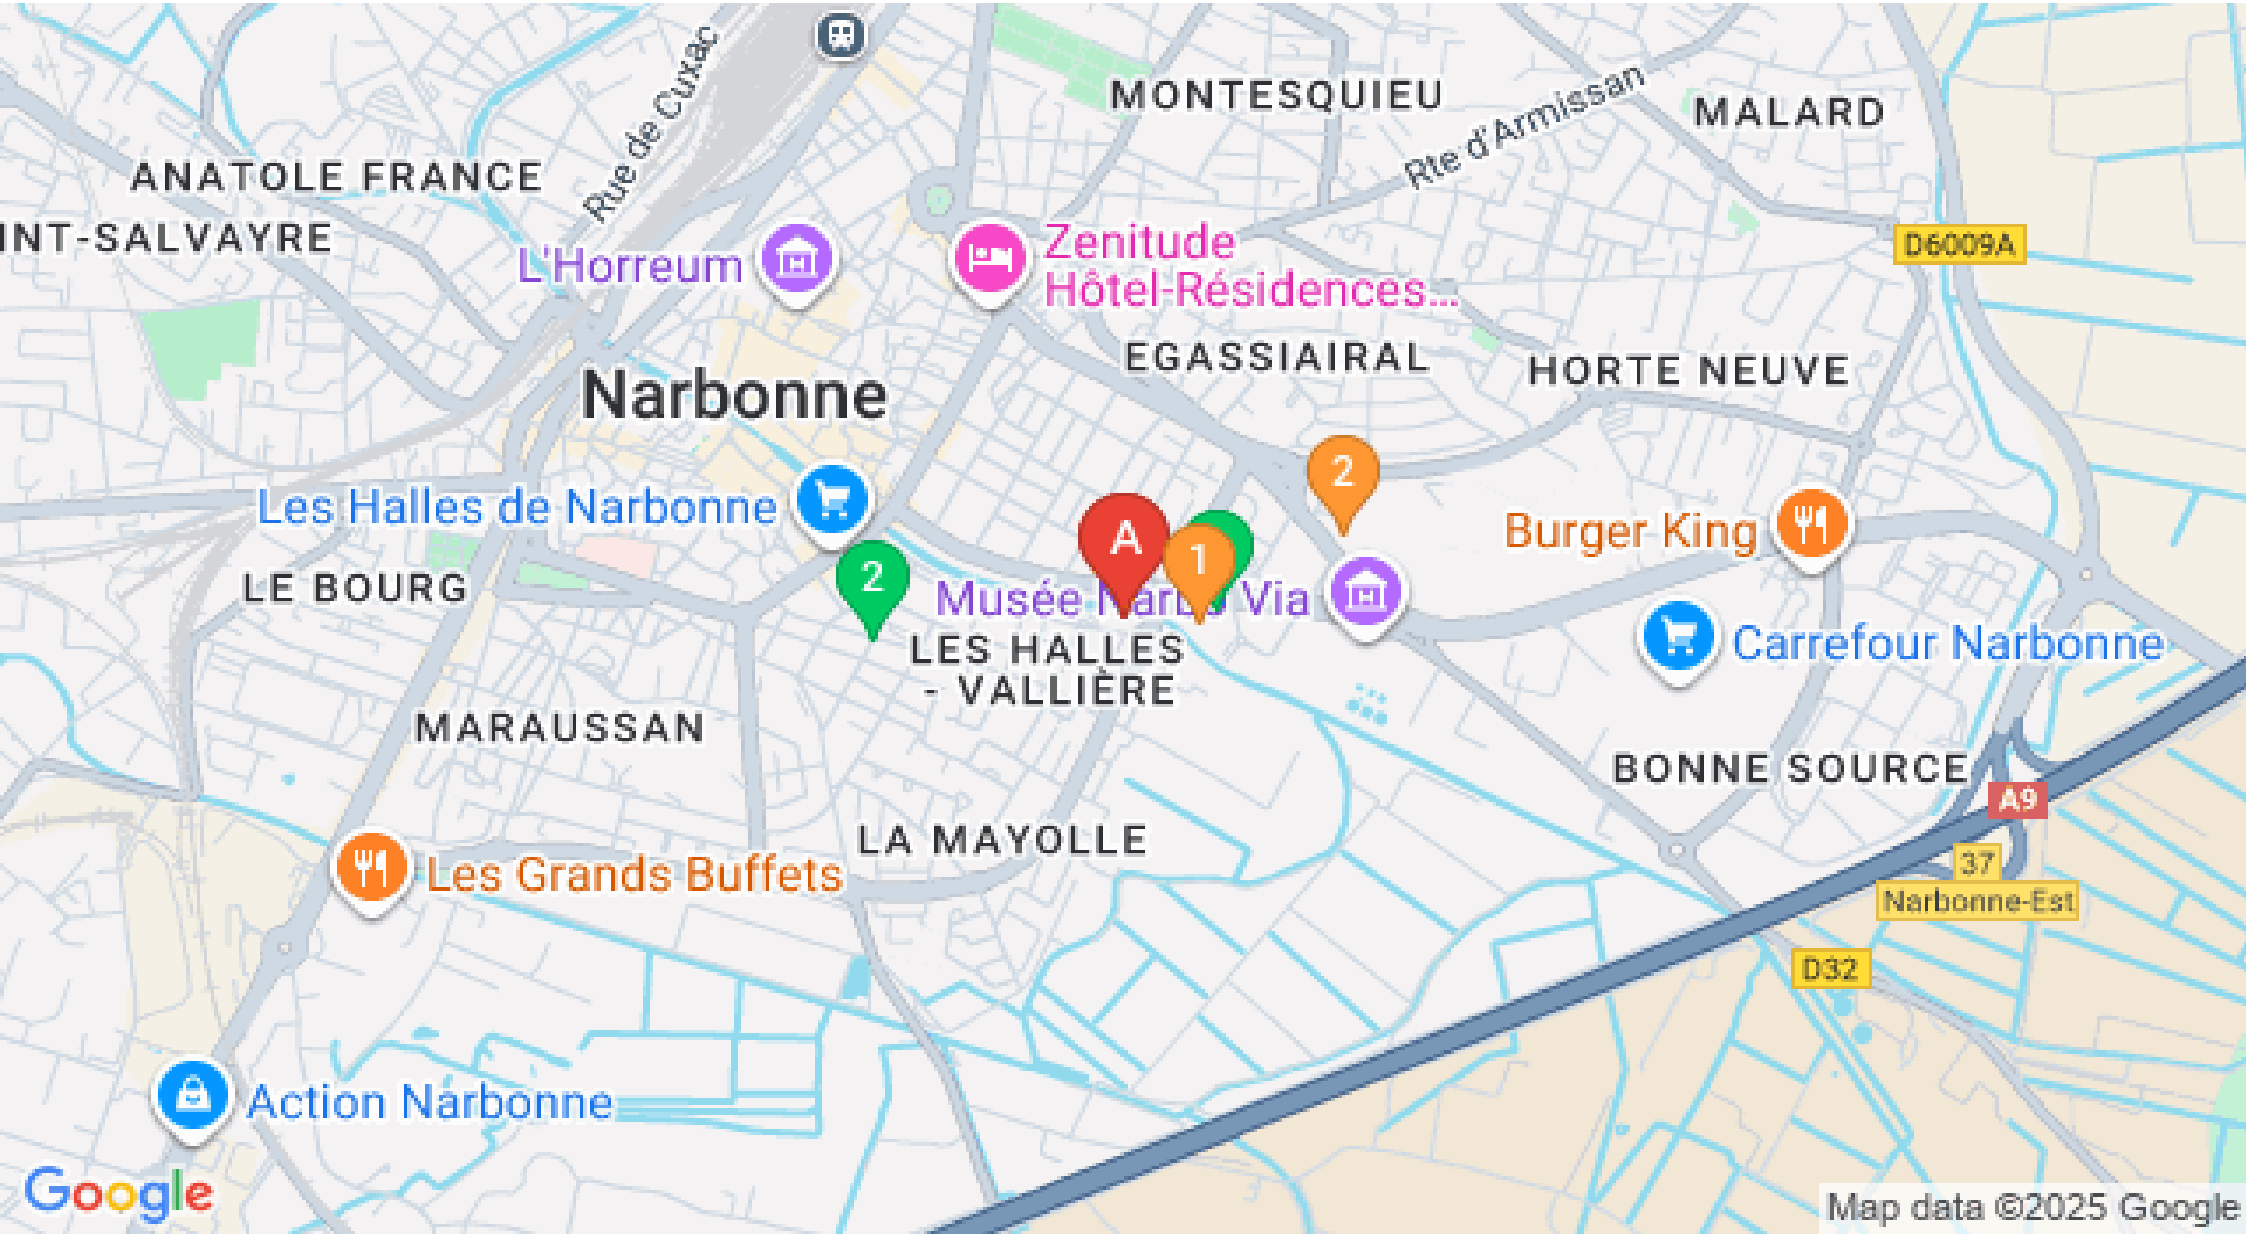 Rue de Cuxac
MONTESQUIEU
Rte d'Armissan
MALARD
ANATOLE FRANCE
INT-SALVAYRE
L'Horreum
Zenitude
Hôtel-Résidences...
D6009A
EGASSIAIRAL
HORTE NEUVE
Narbonne
2
Les Halles de Narbonne
A
1
Burger King
2
LE BOURG
Musée Narbo Via
LES HALLES
- VALLIÈRE
Carrefour Narbonne
MARAUSSAN
BONNE SOURCE
A9
LA MAYOLLE
Les Grands Buffets
37
Narbonne-Est
D32
Action Narbonne
Google
Map data ©2025 Google